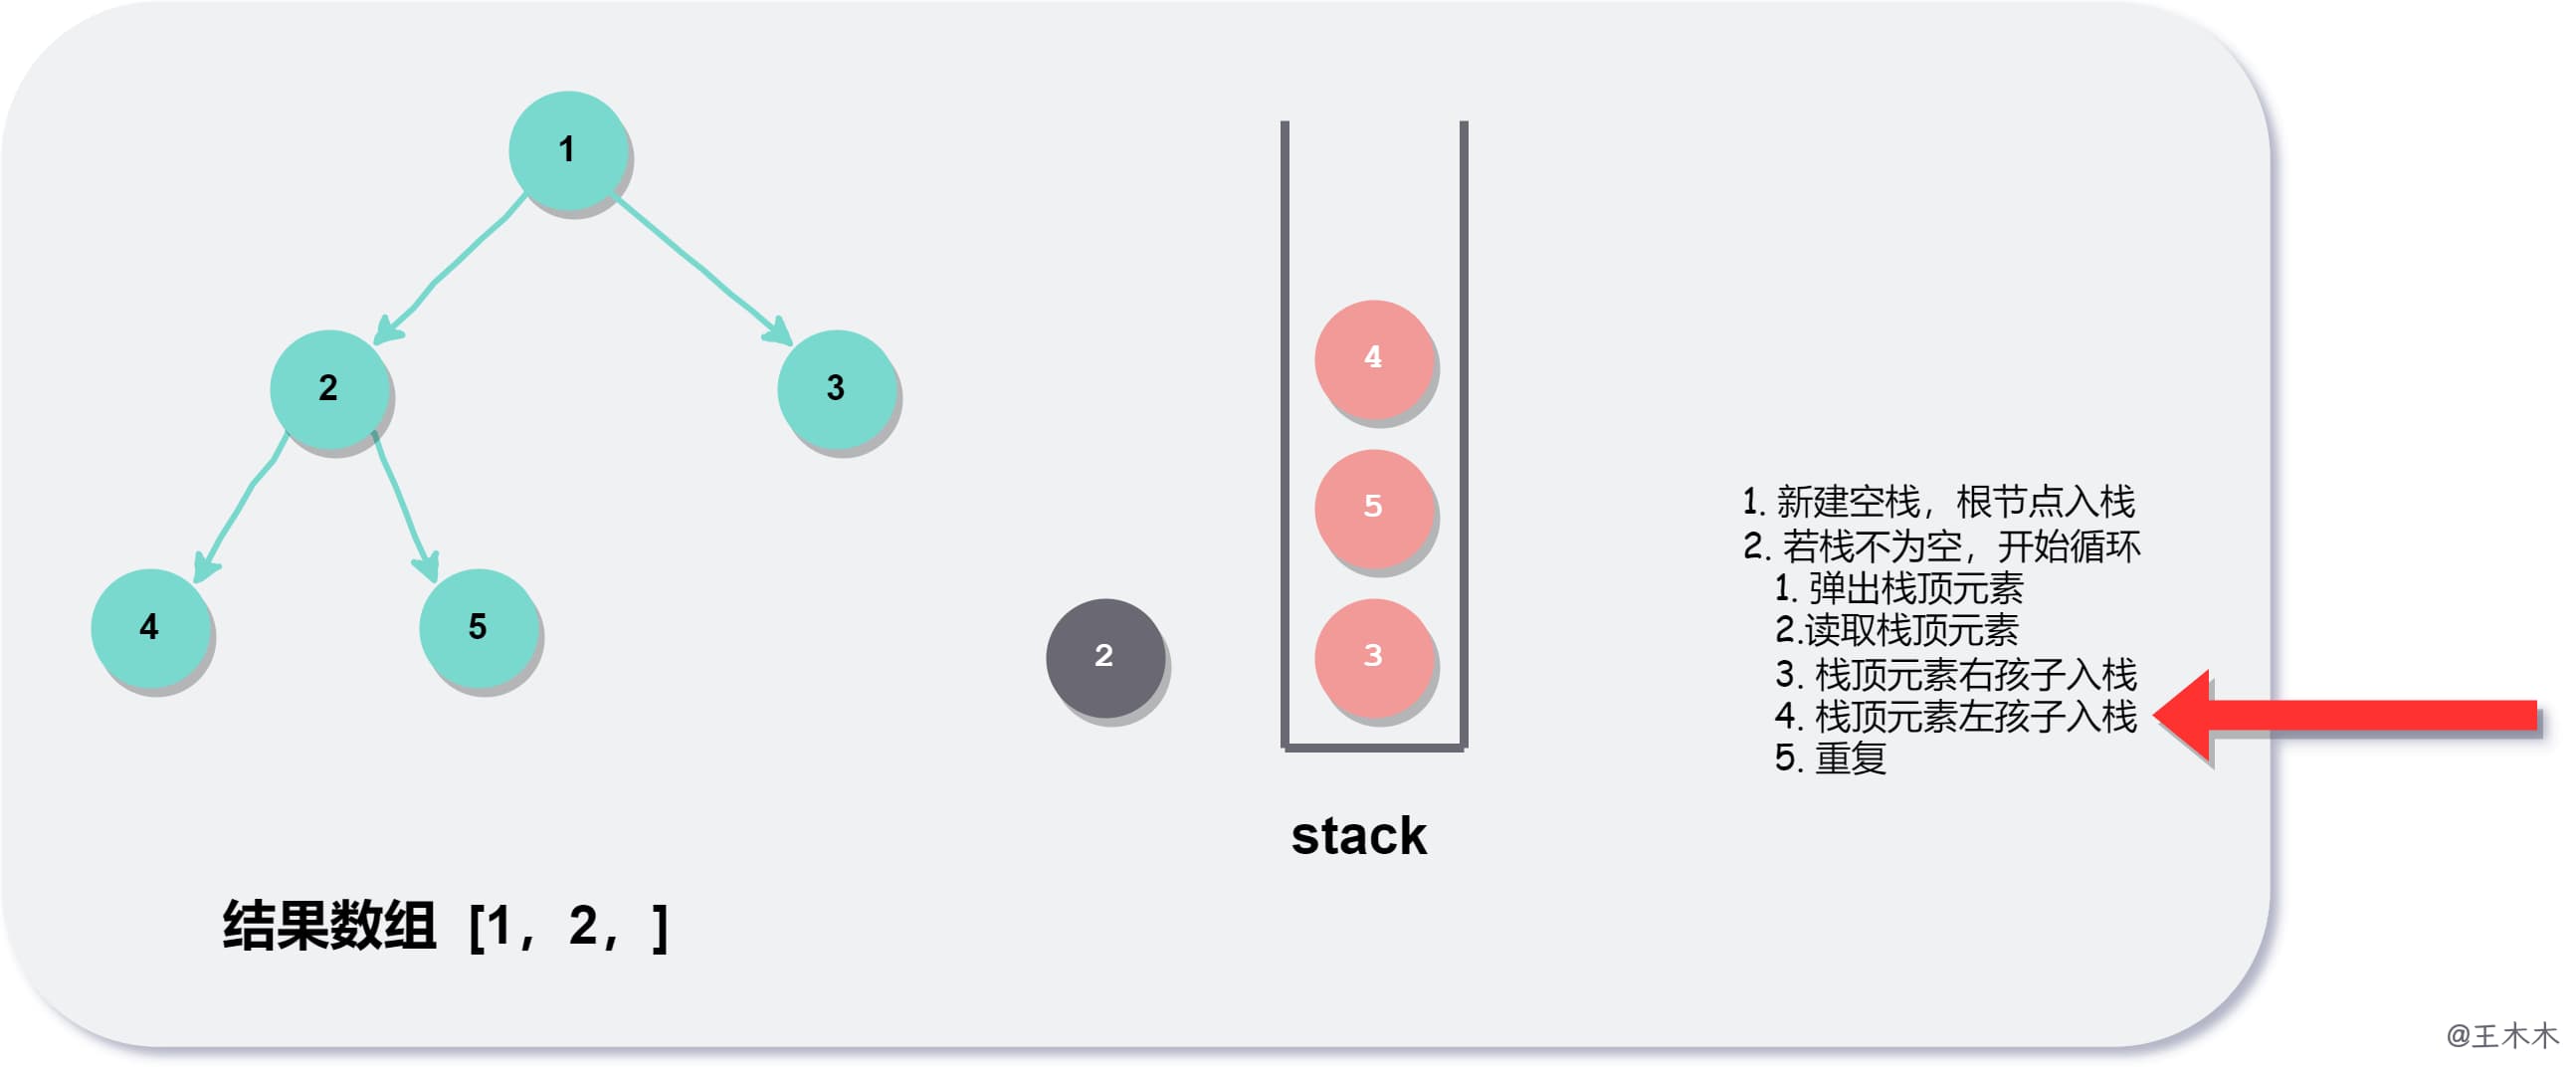 1
2
3
4
5
4
5
3
2
stack
1. 新建空栈，根节点入栈
2. 若栈不为空，开始循环
1. 弹出栈顶元素
2.读取栈顶元素
3. 栈顶元素右孩子入栈
4. 栈顶元素左孩子入栈
5. 重复
结果数组 [1，2，]
@王木木